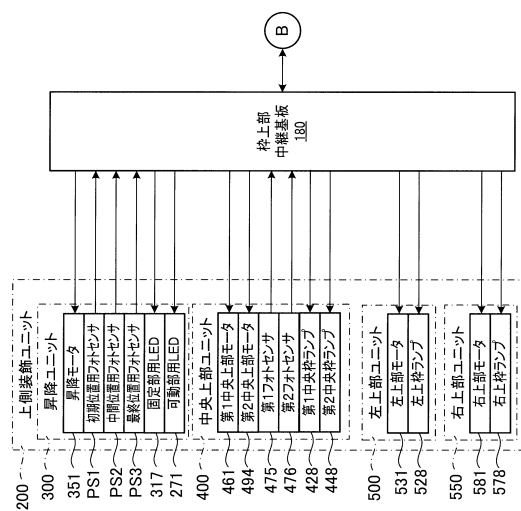 B
枠上部
中継基板
180
上側装飾ユニット
200
昇降ユニット
300
昇降モータ
351
初期位置用フォトセンサ
PS1
中間位置用フォトセンサ
PS2
最終位置用フォトセンサ
PS3
固定部用LED
317
可動部用LED
271
中央上部ユニット
400
第1中央上部モータ
461
第2中央上部モータ
494
第1フォトセンサ
475
第2フォトセンサ
476
第1中央枠ランプ
428
第2中央枠ランプ
448
左上部ユニット
500
左上部モータ
531
左上枠ランプ
528
右上部ユニット
550
右上部モータ
581
右上枠ランプ
578